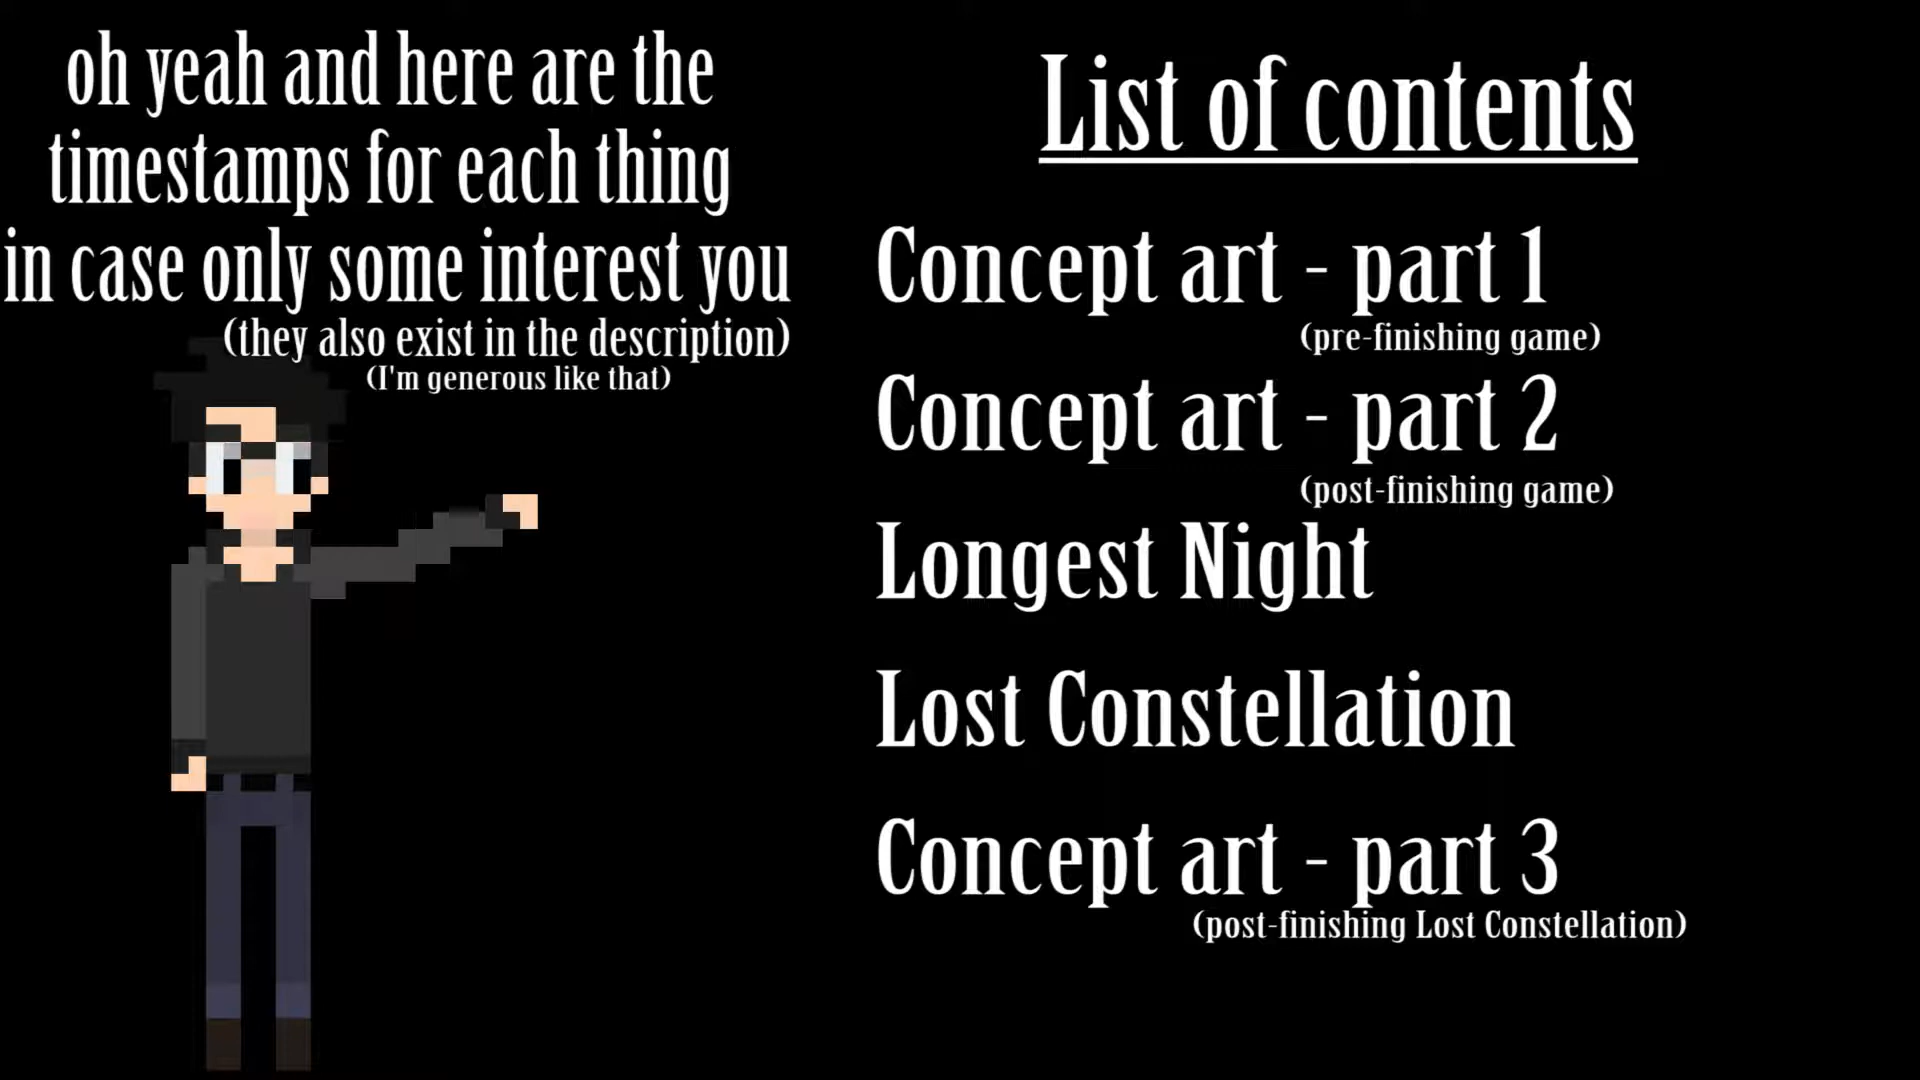 oh yeah and here are the
timestamps for each thing
in case only some interest you
(they also exist in the description)
(I'm generous like that)
List of contents
Concept art - part 1
(pre-finishing game)
Concept art - part 2
(post-finishing game)
Longest Night
Lost Constellation
Concept art - part 3
(post-finishing Lost Constellation)